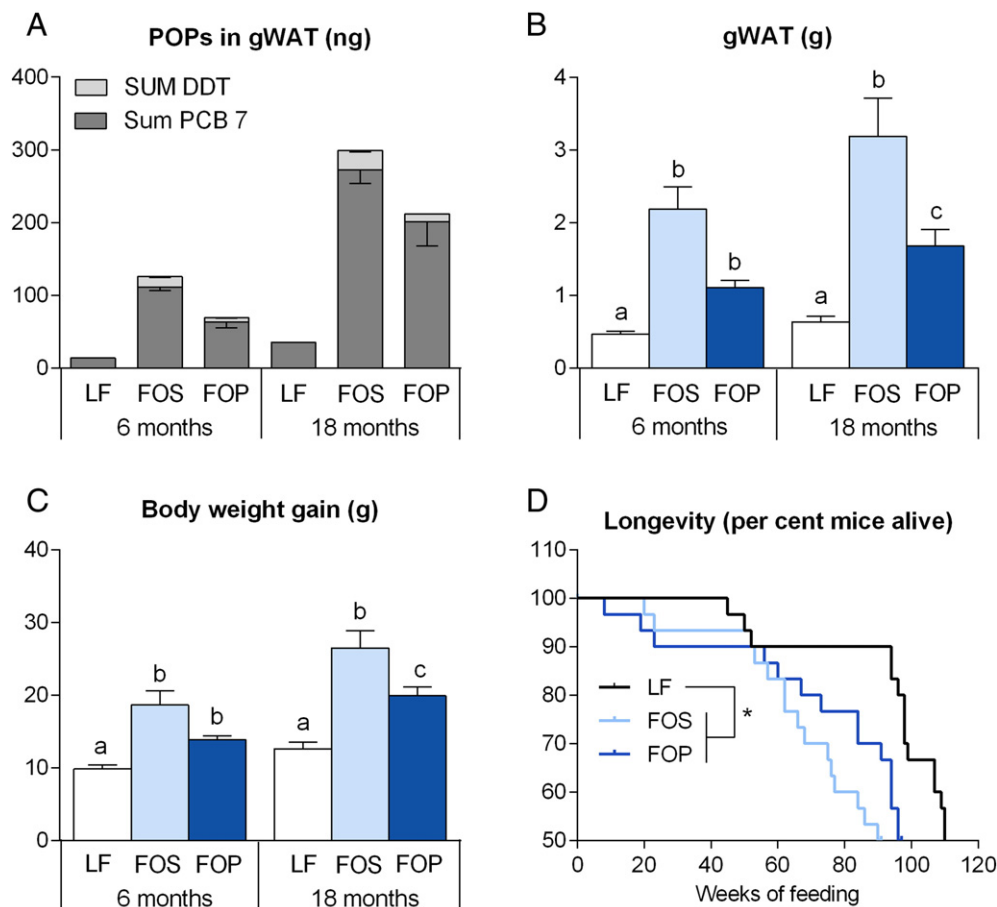 A
POPs in gWAT (ng)
400
300
200
100
0
SUM DDT
Sum PCB 7
LF FOS FOP LF FOS FOP
6 months 18 months
B
gWAT (g)
4
3
2
1
0
a b b a b c
LF FOS FOP LF FOS FOP
6 months 18 months
C
Body weight gain (g)
40
30
20
10
0
a b b a b c
LF FOS FOP LF FOS FOP
6 months 18 months
D
Longevity (per cent mice alive)
110
100
90
80
70
60
50
LF
FOS
FOP
*
0 20 40 60 80 100 120
Weeks of feeding